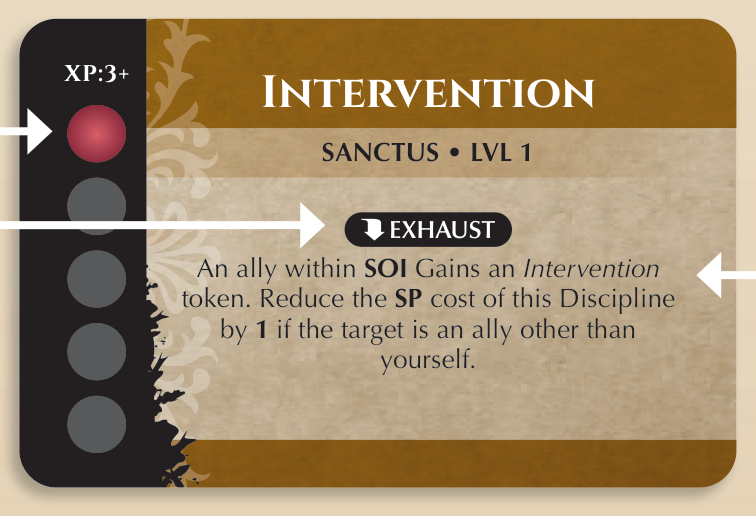 XP:3+
INTERVENTION
SANCTUS • LVL 1
EXHAUST
An ally within SOI Gains an Intervention
token. Reduce the SP cost of this Discipline
by 1 if the target is an ally other than
yourself.